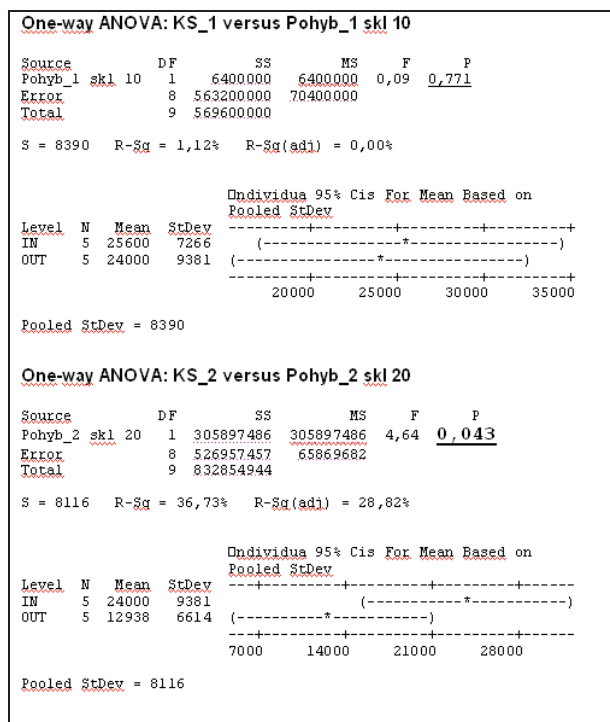 One-way ANOVA: KS_1 versus Pohyb_1 skl 10
Source DF SS MS F P
Pohyb_1 skl 10 1 6400000 6400000 0,09 0,771
Error 8 563200000 70400000
Total 9 569600000
S = 8390 R-Sg = 1,12% R-Sg(adj) = 0,00%
Individua 95% Cis For Mean Based on
Pooled StDev
Level N Mean StDev --------+---------+---------+---------+
IN 5 25600 7266 (----------------*-----------------)
OUT 5 24000 9381 (----------------*----------------)
--------+---------+---------+---------+
20000 25000 30000 35000
Pooled StDev = 8390
One-way ANOVA: KS_2 versus Pohyb_2 skl 20
Source DF SS MS F P
Pohyb_2 skl 20 1 305897486 305897486 4,64 0,043
Error 8 526957457 65869682
Total 9 832854944
S = 8116 R-Sg = 36,73% R-Sg(adj) = 28,82%
Individua 95% Cis For Mean Based on
Pooled StDev
Level N Mean StDev ---+---------+---------+---------+------
IN 5 24000 9381 (-----------*-----------)
OUT 5 12938 6614 (----------*-----------)
---+---------+---------+---------+------
7000 14000 21000 28000
Pooled StDev = 8116